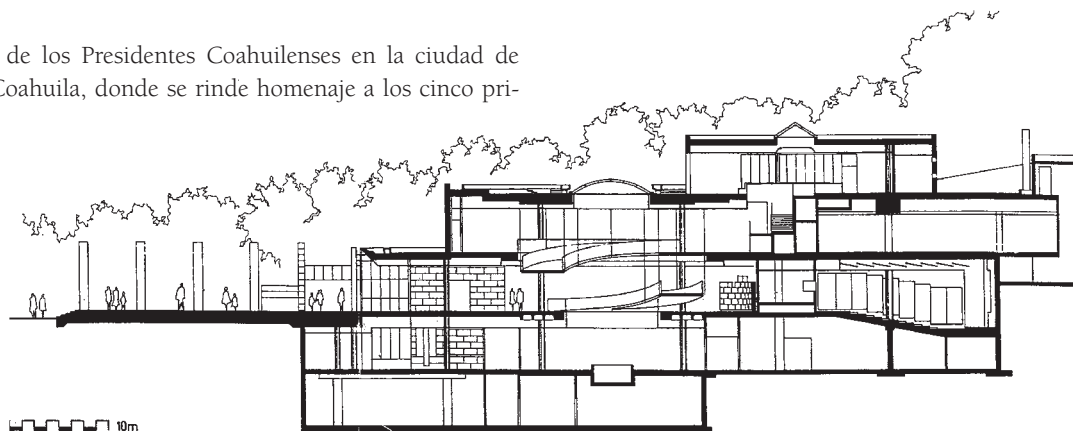 de los Presidentes Coahuilenses en la ciudad de
Coahuila, donde se rinde homenaje a los cinco pri-
10m